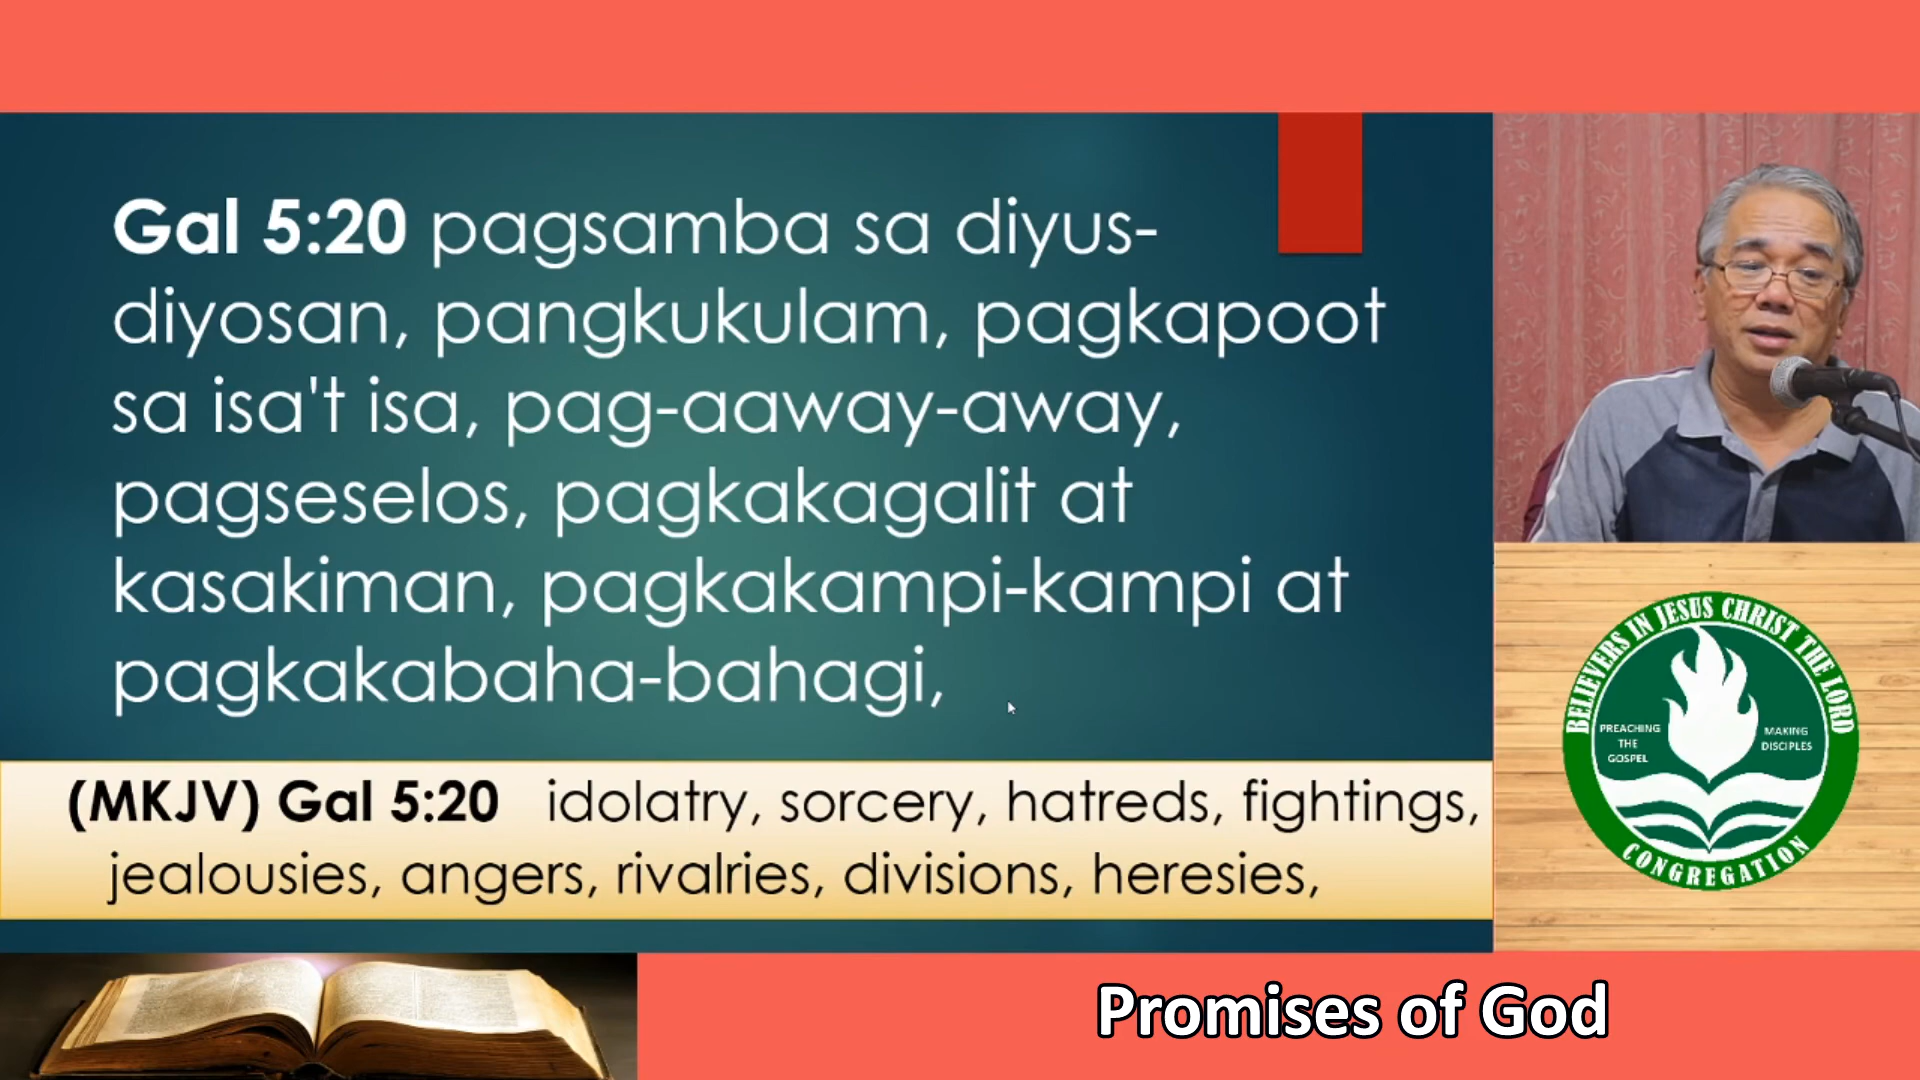 Gal 5:20 pagsamba sa diyus-
diyosan, pangkukulam, pagkapoot
sa isa't isa, pag-aaway-away,
pagseselos, pagkakagalit at
kasakiman, pagkakampi-kampi at
pagkakabaha-bahagi,
(MKJV) Gal 5:20 idolatry, sorcery, hatreds, fightings,
jealousies, angers, rivalries, divisions, heresies,
BELIEVERS IN JESUS CHRIST THE LORD
PREACHING
THE
GOSPEL
MAKING
DISCIPLES
CONGREGATION
Promises of God